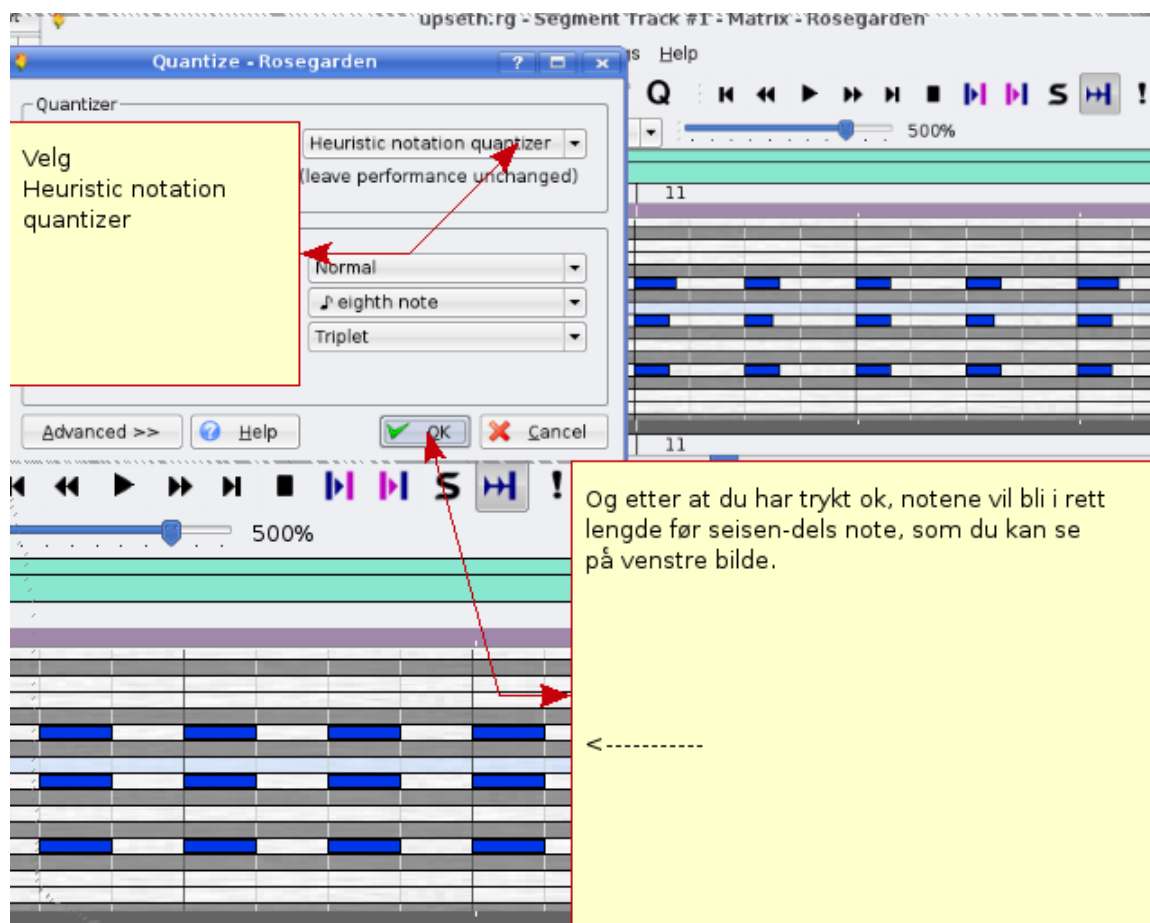 upseth.rg - Segment Track #1 - Matrix - Rosegarden
Quantize - Rosegarden
?
Help
Q
S
!
500%
Quantizer
Heuristic notation quantizer
(leave performance unchanged)
Velg
Heuristic notation
quantizer
11
Normal
eighth note
Triplet
Advanced >>
Help
OK
Cancel
11
S
!
500%
Og etter at du har trykt ok, notene vil bli i rett
lengde før seisen-dels note, som du kan se
på venstre bilde.
<-----------